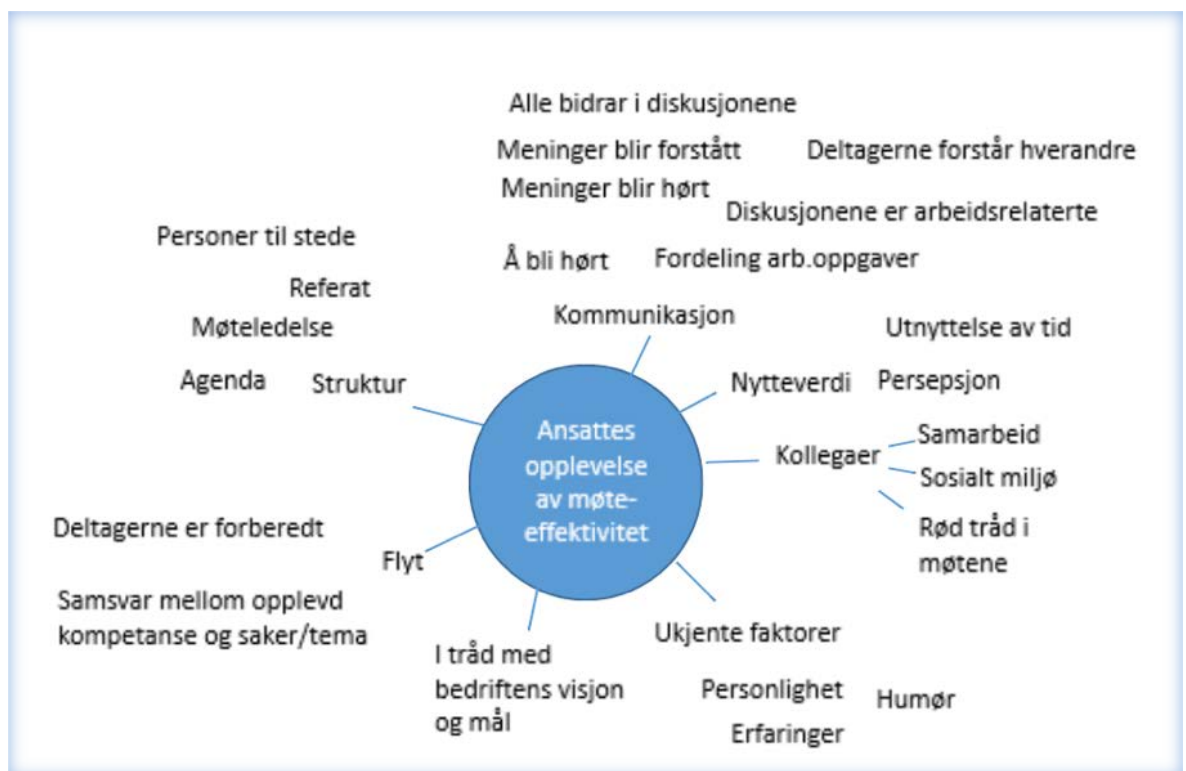 Alle bidrar i diskusjonene
Meninger blir forstått
Deltagerne forstår hverandre
Meninger blir hørt
Diskusjonene er arbeidsrelaterte
Personer til stede
Å bli hørt
Fordeling arb.oppgaver
Referat
Kommunikasjon
Møteledelse
Utnyttelse av tid
Agenda
Struktur
Nytteverdi
Persepsjon
Ansattes
opplevelse
av møte-
effektivitet
Kollegaer
Samarbeid
Sosialt miljø
Rød tråd i
møtene
Deltagerne er forberedt
Flyt
Samsvar mellom opplevd
kompetanse og saker/tema
I tråd med
bedriftens visjon
og mål
Ukjente faktorer
Personlighet
Humør
Erfaringer